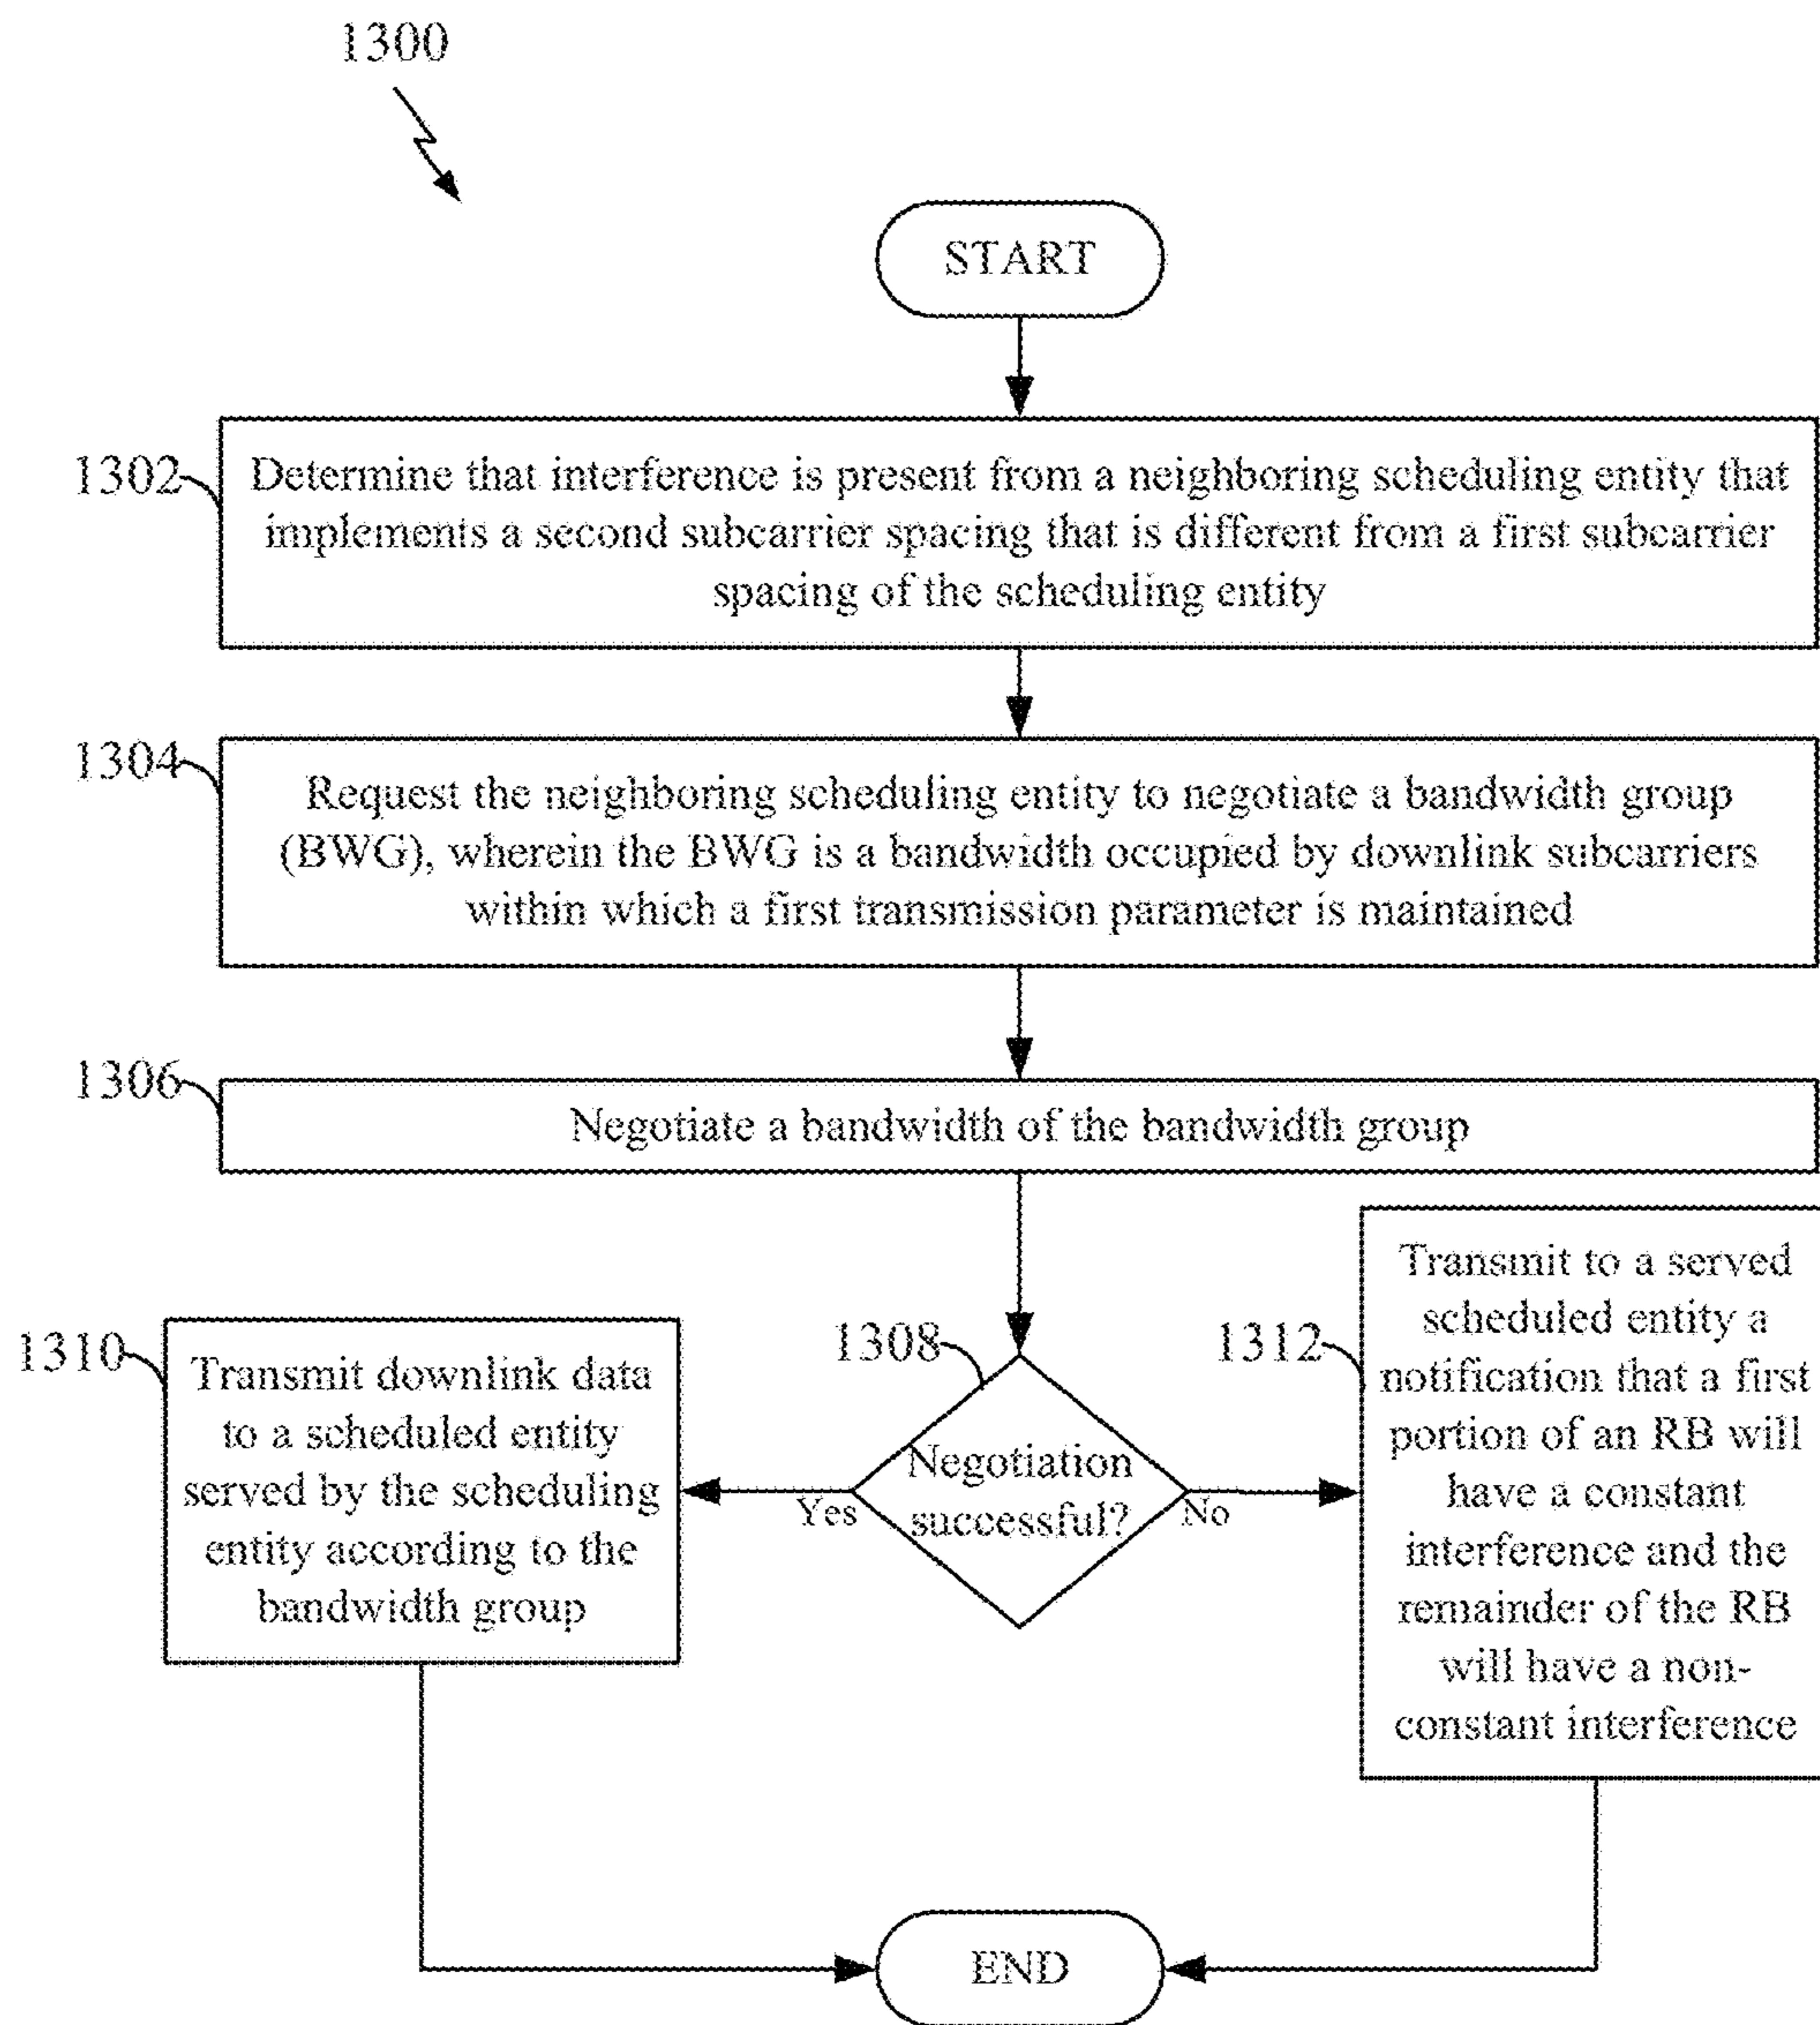 1300
START
1302
Determine that interference is present from a neighboring scheduling entity that
implements a second subcarrier spacing that is different from a first subcarrier
spacing of the scheduling entity
1304
Request the neighboring scheduling entity to negotiate a bandwidth group
(BWG), wherein the BWG is a bandwidth occupied by downlink subcarriers
within which a first transmission parameter is maintained
1306
Negotiate a bandwidth of the bandwidth group
1310
Transmit downlink data
to a scheduled entity
served by the scheduling
entity according to the
bandwidth group
1308
Negotiation
successful?
Yes
No
1312
Transmit to a served
scheduled entity a
notification that a first
portion of an RB will
have a constant
interference and the
remainder of the RB
will have a non-
constant interference
END